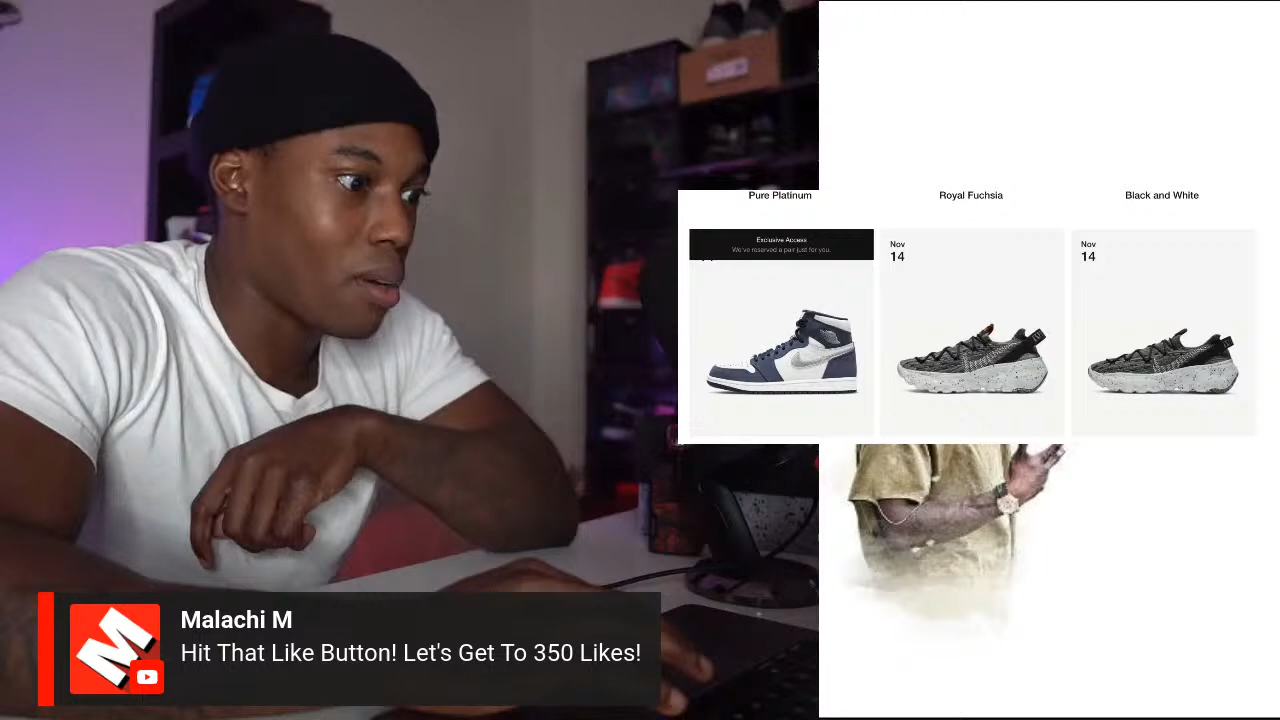 Pure Platinum
Royal Fuchsia
Black and White
Exclusive Access
We've reserved a pair just for you.
Nov
14
Nov
14
Malachi M
Hit That Like Button! Let's Get To 350 Likes!